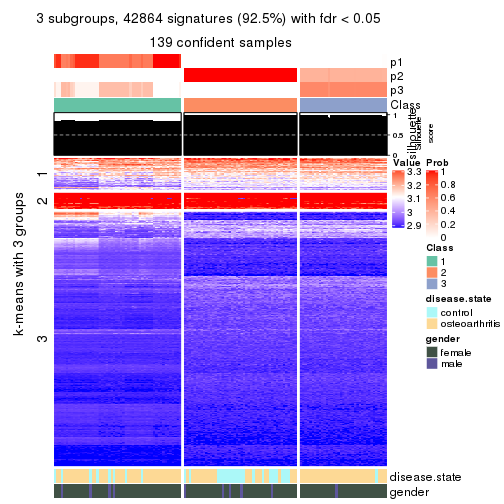 3 subgroups, 42864 signatures (92.5%) with fdr < 0.05
139 confident samples
p1
p2
p3
Class
1
0.5
0
silhouette
silhouette
score
k-means with 3 groups
1
2
3
Value
3.3
3.2
3.1
3
2.9
Prob
1
0.8
0.6
0.4
0.2
0
Class
1
2
3
disease.state
control
osteoarthritis
gender
female
male
disease.state
gender